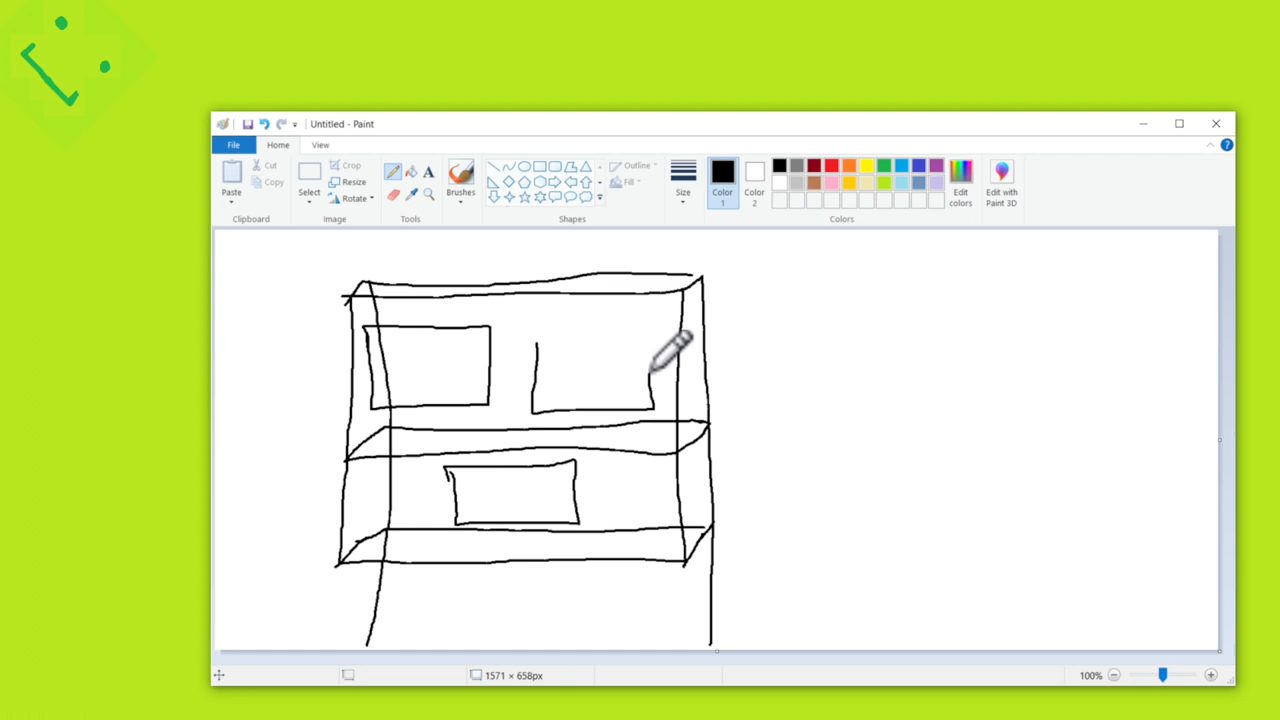 Untitled - Paint
File Home View
Paste
Cut
Copy
Clipboard
Select
Crop
Resize
Rotate
Image
A
Tools
Brushes
Shapes
Outline
Fill
Size
Color 1
Color 2
Colors
Edit colors
Edit with Paint 3D
1571 × 658px
100%